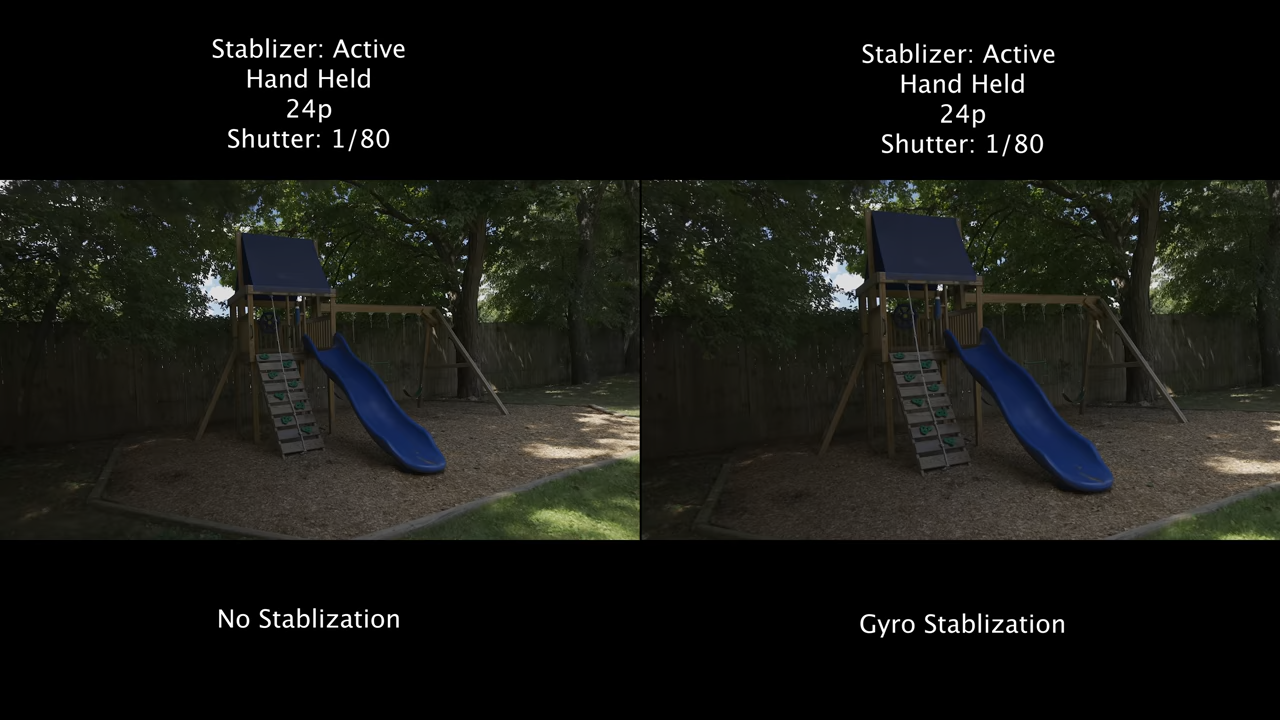 Stablizer: Active
Hand Held
24p
Shutter: 1/80
Stablizer: Active
Hand Held
24p
Shutter: 1/80
No Stablization
Gyro Stablization